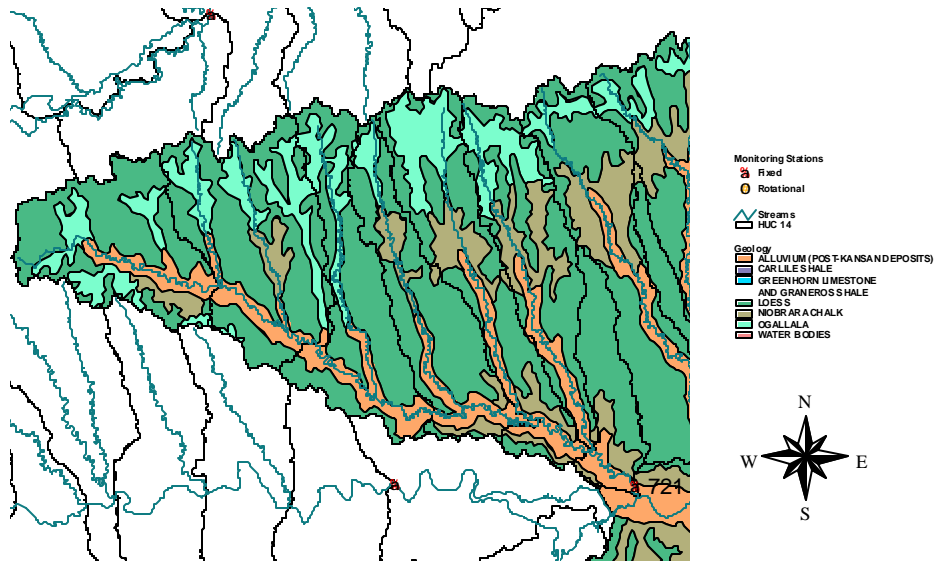 a
a
a 721
Monitoring Stations
a Fixed
Rotational
Streams
HUC 14
Geology
ALLUVIUM (POST-KANSAN DEPOSITS)
CARLILE SHALE
GREENHORN LIMESTONE
AND GRANEROS SHALE
LOESS
NIOBRARA CHALK
OGALLALA
WATER BODIES
N
W E
S